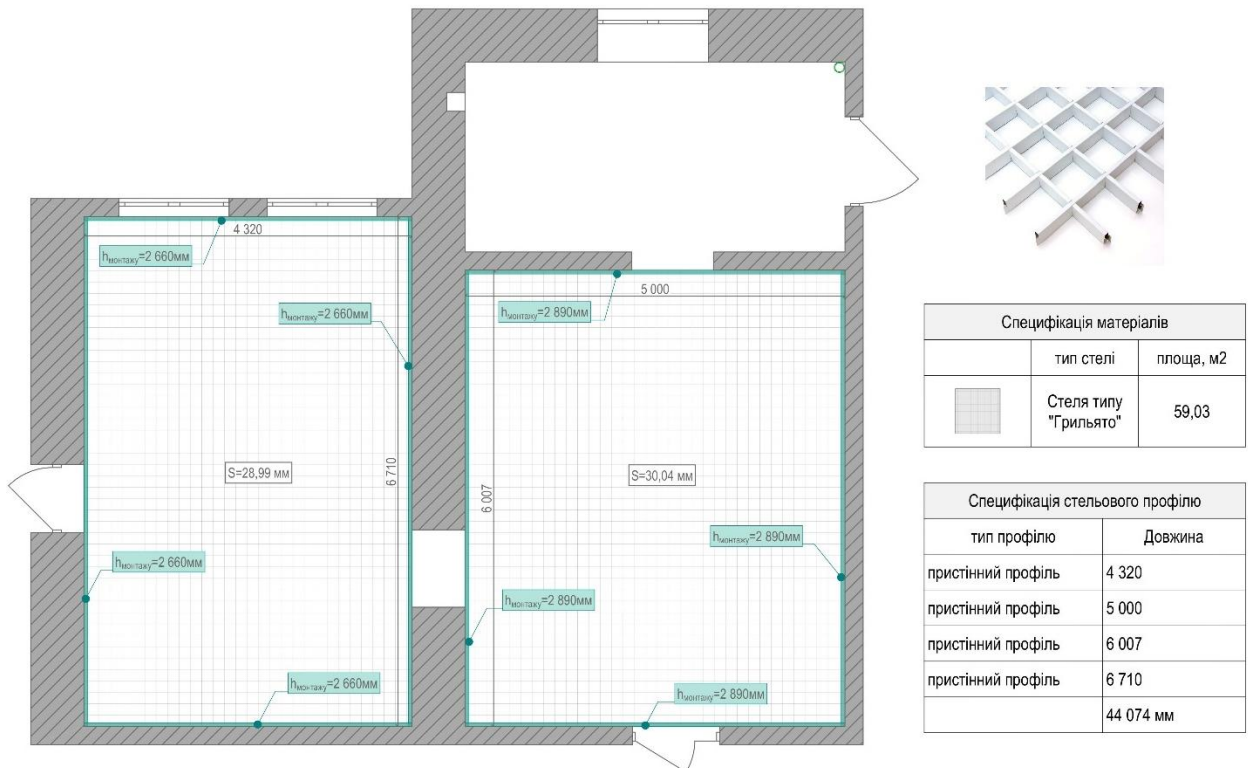 4 320
hмонтажу=2 660мм
hмонтажу=2 660мм
6 710
S=28,99 мм
hмонтажу=2 660мм
hмонтажу=2 660мм
5 000
hмонтажу=2 890мм
S=30,04 мм
6 007
hмонтажу=2 890мм
hмонтажу=2 890мм
hмонтажу=2 890мм
Специфікація матеріалів
тип стелі площа, м2
Стеля типу
"Грильято"
59,03
Специфікація стельового профілю
тип профілю Довжина
пристінний профіль 4 320
пристінний профіль 5 000
пристінний профіль 6 007
пристінний профіль 6 710
44 074 мм